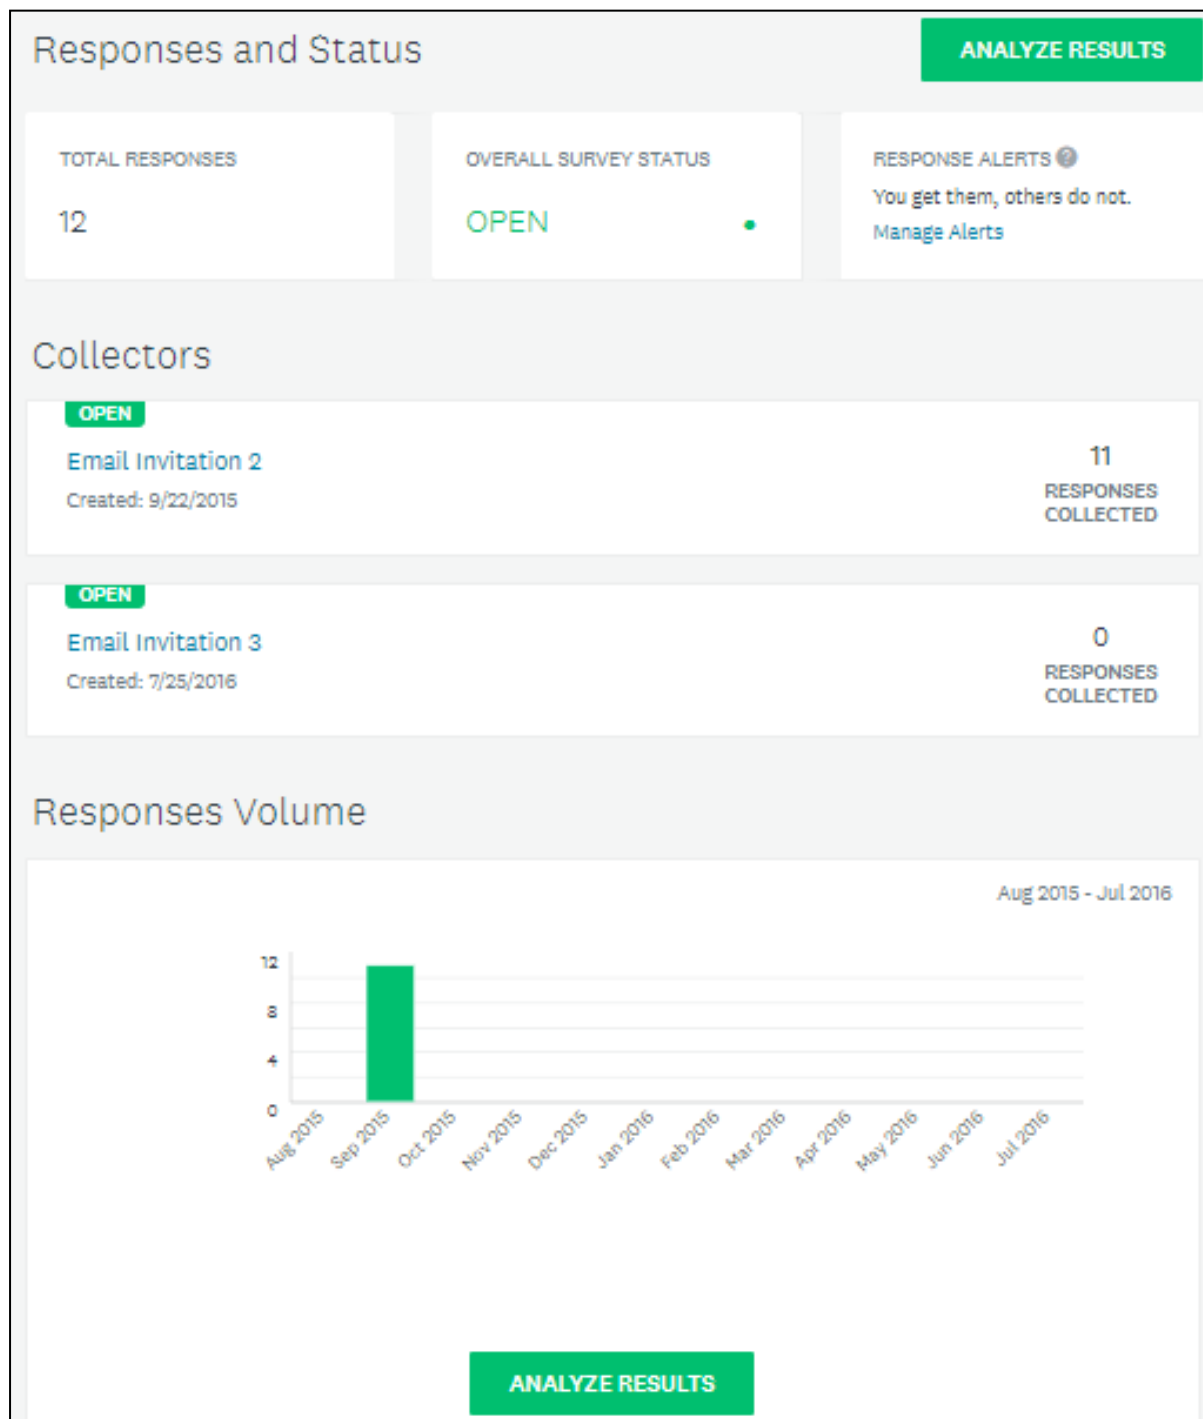 Responses and Status
ANALYZE RESULTS
TOTAL RESPONSES
12
OVERALL SURVEY STATUS
OPEN
RESPONSE ALERTS ?
You get them, others do not.
Manage Alerts
Collectors
OPEN
Email Invitation 2
Created: 9/22/2015
11
RESPONSES
COLLECTED
OPEN
Email Invitation 3
Created: 7/25/2016
0
RESPONSES
COLLECTED
Responses Volume
Aug 2015 - Jul 2016
12
8
4
0
Aug 2015
Sep 2015
Oct 2015
Nov 2015
Dec 2015
Jan 2016
Feb 2016
Mar 2016
Apr 2016
May 2016
Jun 2016
Jul 2016
ANALYZE RESULTS